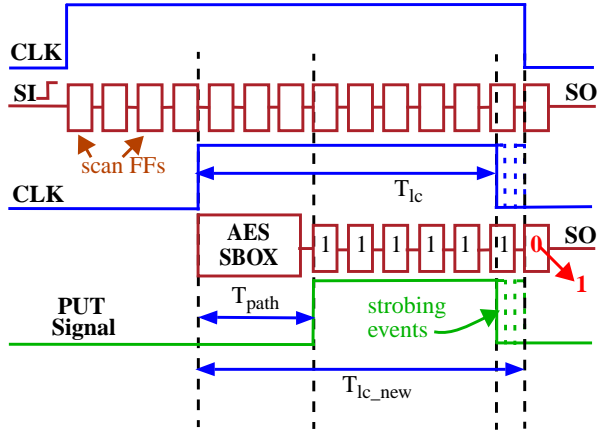 CLK
SI
SO
scan FFs
CLK
T_lc
AES
SBOX
1 1 1 1 1 1 0
SO
1
PUT
Signal
T_path
strobing
events
T_lc_new